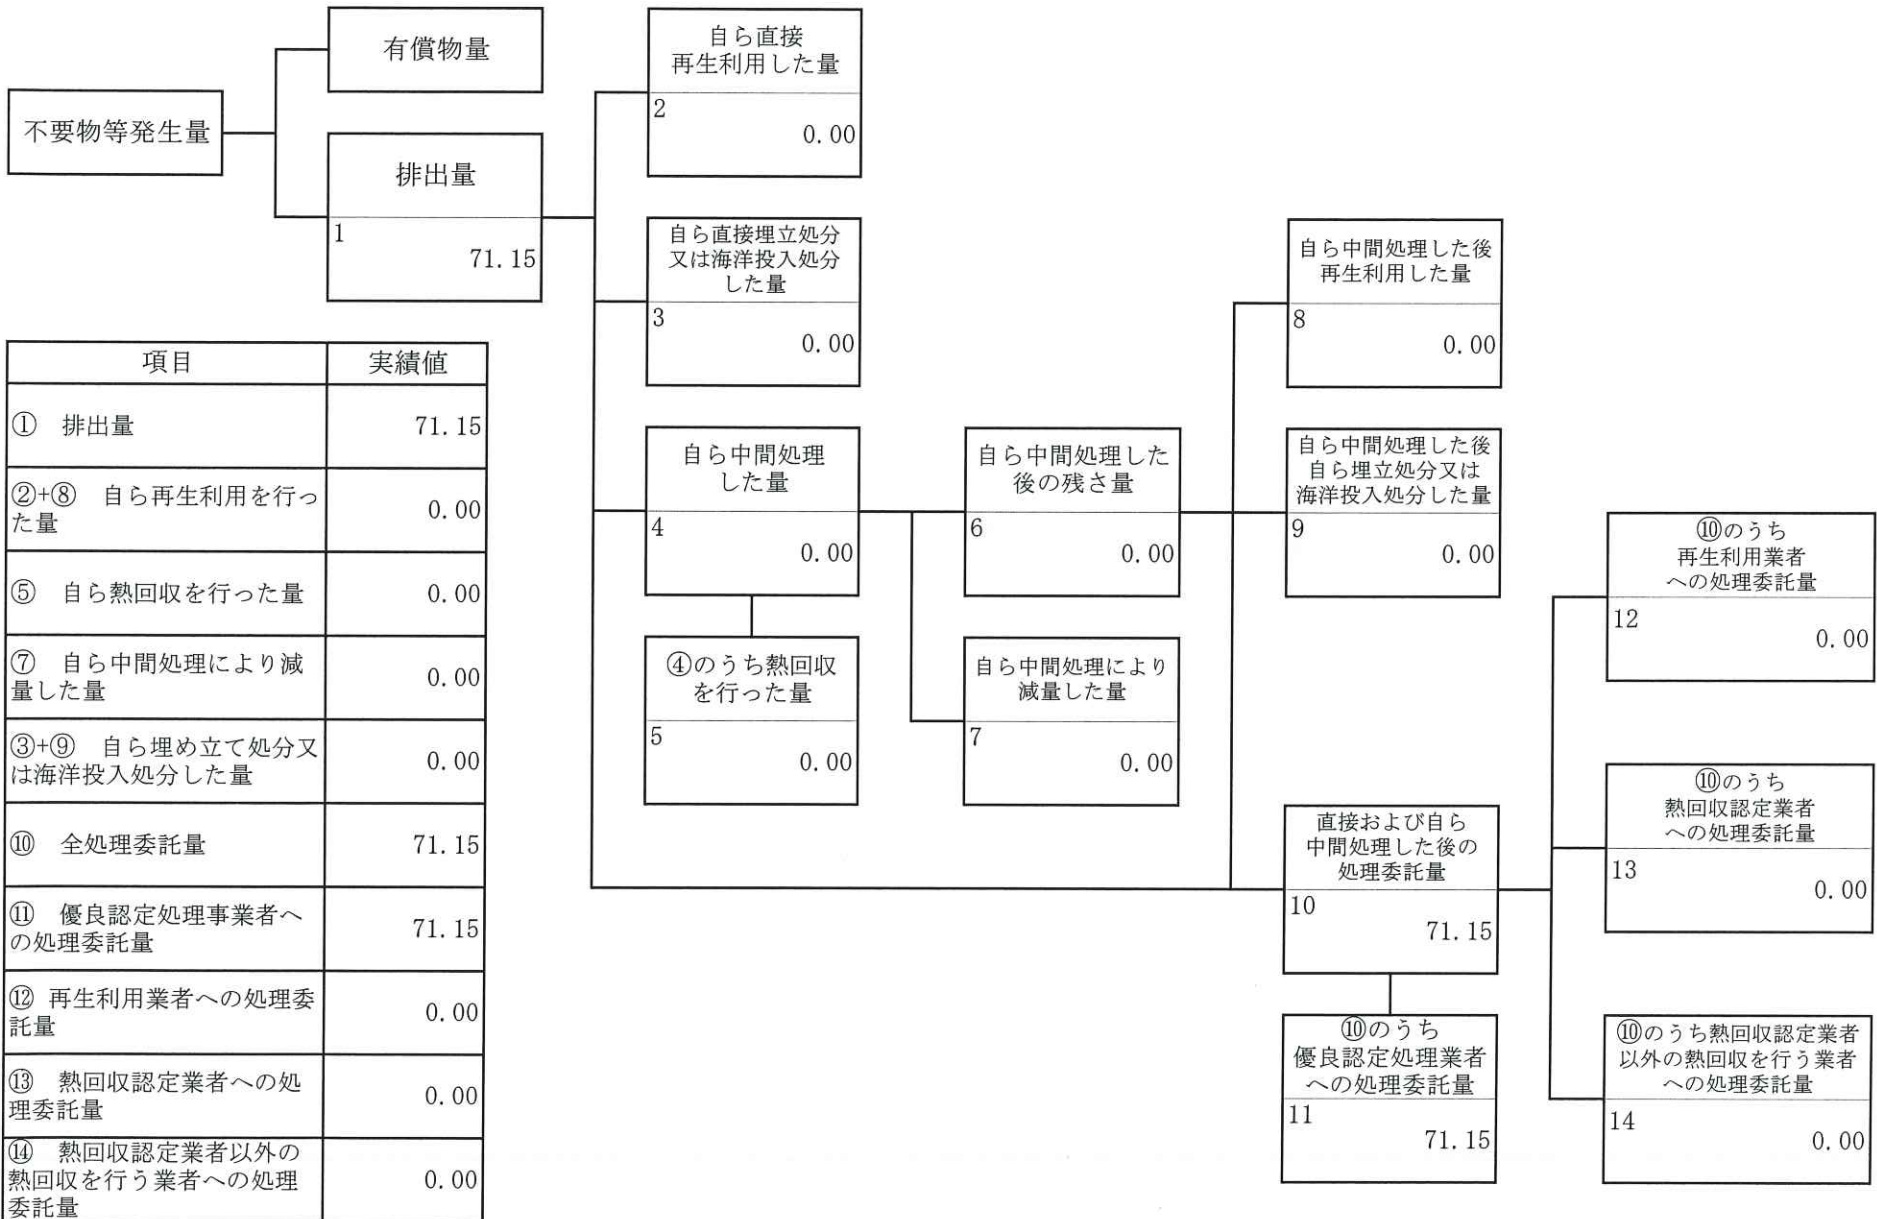 不要物等発生量
有償物量
排出量
1
71.15
自ら直接
再生利用した量
2
0.00
自ら直接埋立処分
又は海洋投入処分
した量
3
0.00
自ら中間処理
した量
4
0.00
④のうち熱回収
を行った量
5
0.00
自ら中間処理した
後の残さ量
6
0.00
自ら中間処理により
減量した量
7
0.00
自ら中間処理した後
再生利用した量
8
0.00
自ら中間処理した後
自ら埋立処分又は
海洋投入処分した量
9
0.00
直接および自ら
中間処理した後の
処理委託量
10
71.15
⑩のうち
優良認定処理業者
への処理委託量
11
71.15
⑩のうち
再生利用業者
への処理委託量
12
0.00
⑩のうち
熱回収認定業者
への処理委託量
13
0.00
⑩のうち熱回収認定業者
以外の熱回収を行う業者
への処理委託量
14
0.00
項目 実績値
① 排出量 71.15
②+⑧ 自ら再生利用を行っ
た量 0.00
⑤ 自ら熱回収を行った量 0.00
⑦ 自ら中間処理により減
量した量 0.00
③+⑨ 自ら埋め立て処分又
は海洋投入処分した量 0.00
⑩ 全処理委託量 71.15
⑪ 優良認定処理事業者へ
の処理委託量 71.15
⑫ 再生利用業者への処理委
託量 0.00
⑬ 熱回収認定業者への処
理委託量 0.00
⑭ 熱回収認定業者以外の
熱回収を行う業者への処理
委託量 0.00